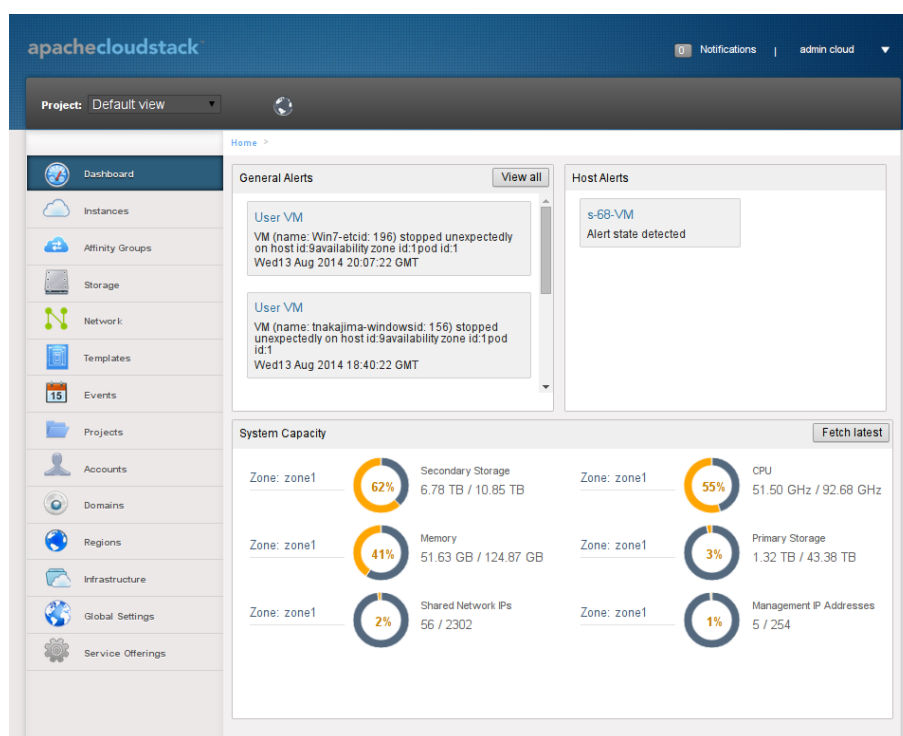 apachecloudstack
0 Notifications | admin cloud
Project: Default view
Home >
Dashboard
Instances
Affinity Groups
Storage
Network
Templates
15 Events
Projects
Accounts
Domains
Regions
Infrastructure
Global Settings
Service Offerings
General Alerts
View all
User VM
VM (name: Win7-etcid: 196) stopped unexpectedly
on host id:9availability zone id:1pod id:1
Wed13 Aug 2014 20:07:22 GMT
User VM
VM (name: tnakajima-windowsid: 156) stopped
unexpectedly on host id:9availability zone id:1pod
id:1
Wed13 Aug 2014 18:40:22 GMT
Host Alerts
s-68-VM
Alert state detected
System Capacity
Fetch latest
Zone: zone1
62%
Secondary Storage
6.78 TB / 10.85 TB
Zone: zone1
55%
CPU
51.50 GHz / 92.68 GHz
Zone: zone1
41%
Memory
51.63 GB / 124.87 GB
Zone: zone1
3%
Primary Storage
1.32 TB / 43.38 TB
Zone: zone1
2%
Shared Network IPs
56 / 2302
Zone: zone1
1%
Management IP Addresses
5 / 254